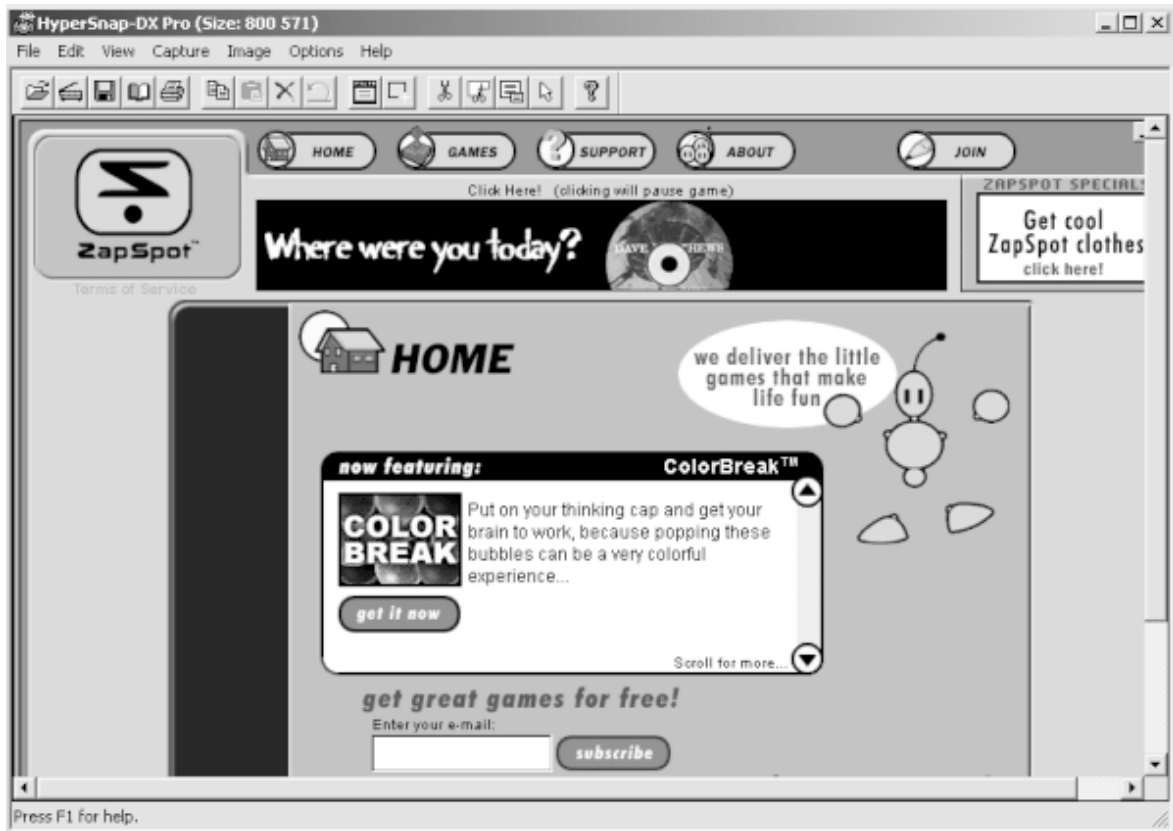 HyperSnap-DX Pro (Size: 800 571)
File Edit View Capture Image Options Help
HOME GAMES SUPPORT ABOUT JOIN
Click Here! (clicking will pause game)
ZAPSPOT SPECIALS
Where were you today?
DAVE MATTHEWS
Get cool
ZapSpot clothes
click here!
ZapSpot™
Terms of Service
HOME
we deliver the little
games that make
life fun
now featuring: ColorBreak™
COLOR
BREAK
Put on your thinking cap and get your
brain to work, because popping these
bubbles can be a very colorful
experience...
get it now
Scroll for more...
get great games for free!
Enter your e-mail:
subscribe
Press F1 for help.